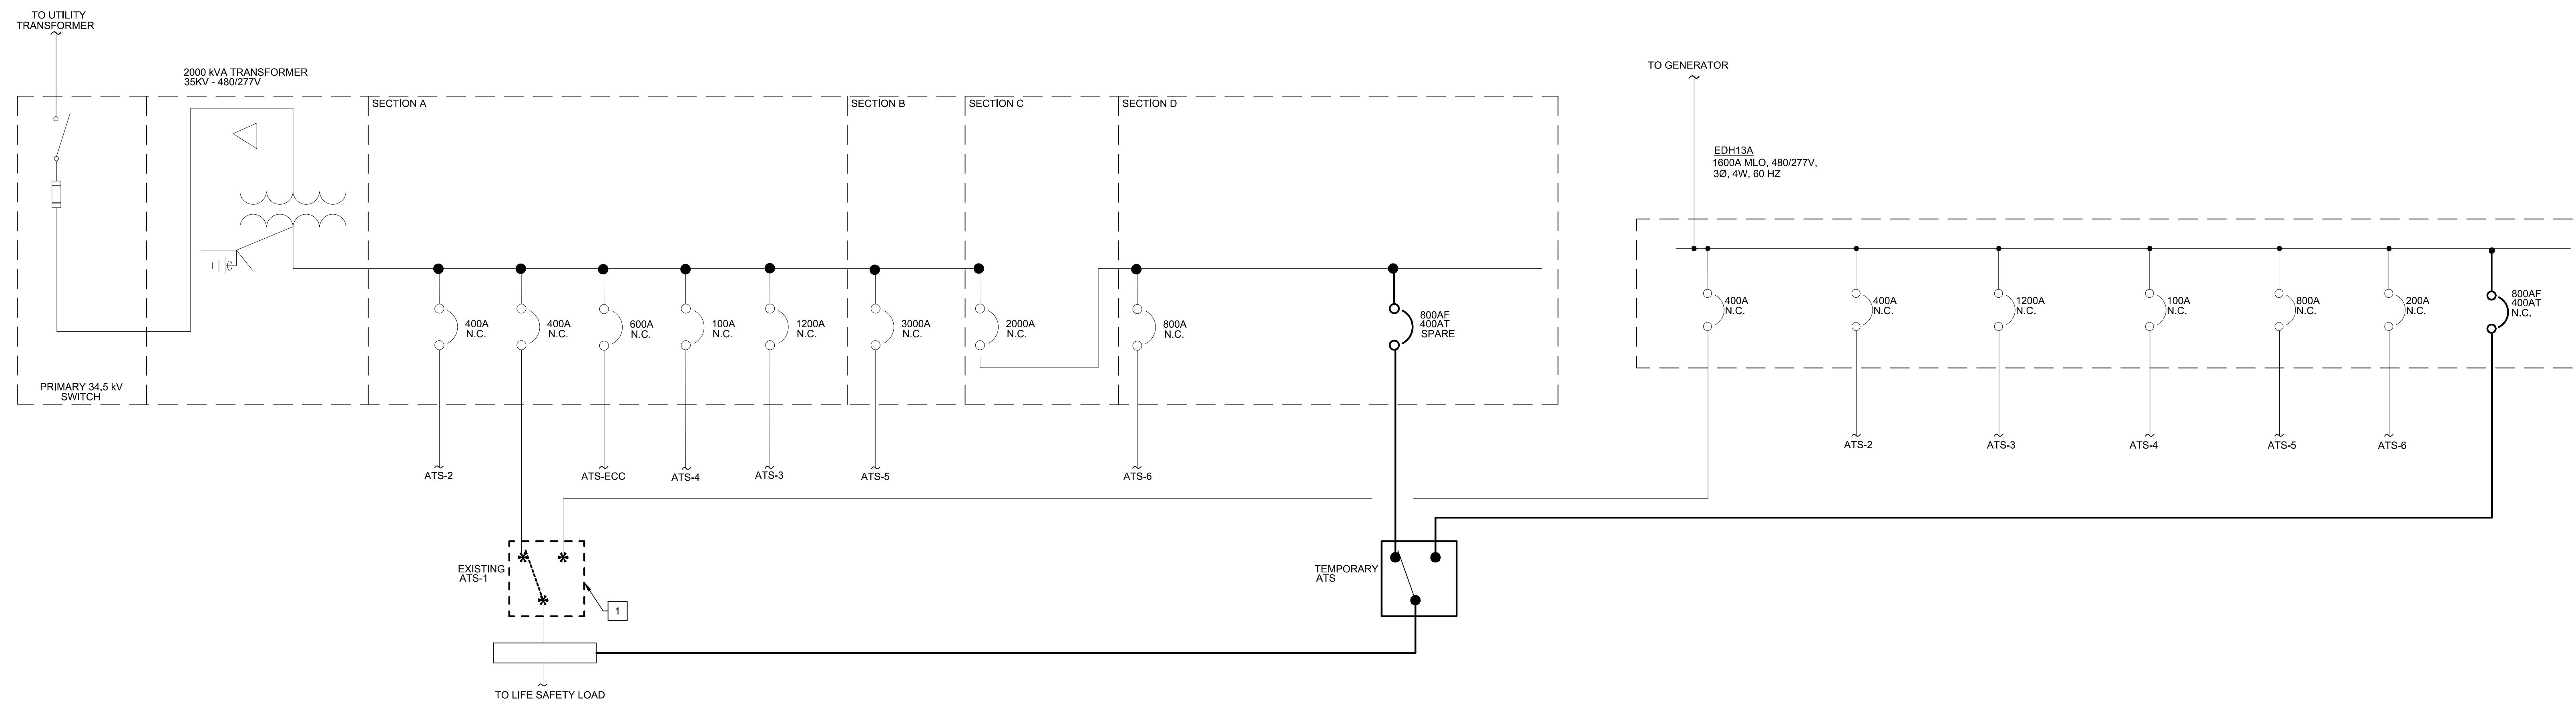 TO UTILITY
TRANSFORMER
2000 kVA TRANSFORMER
35KV - 480/277V
SECTION A
SECTION B
SECTION C
SECTION D
TO GENERATOR
EDH13A
1600A MLO, 480/277V,
3Ø, 4W, 60 HZ
400A
N.C.
400A
N.C.
600A
N.C.
100A
N.C.
1200A
N.C.
3000A
N.C.
2000A
N.C.
800A
N.C.
800AF
400AT
SPARE
400A
N.C.
400A
N.C.
1200A
N.C.
100A
N.C.
800A
N.C.
200A
N.C.
800AF
400AT
N.C.
PRIMARY 34.5 kV
SWITCH
ATS-2
ATS-ECC
ATS-4
ATS-3
ATS-5
ATS-6
ATS-2
ATS-3
ATS-4
ATS-5
ATS-6
EXISTING
ATS-1
1
TEMPORARY
ATS
TO LIFE SAFETY LOAD